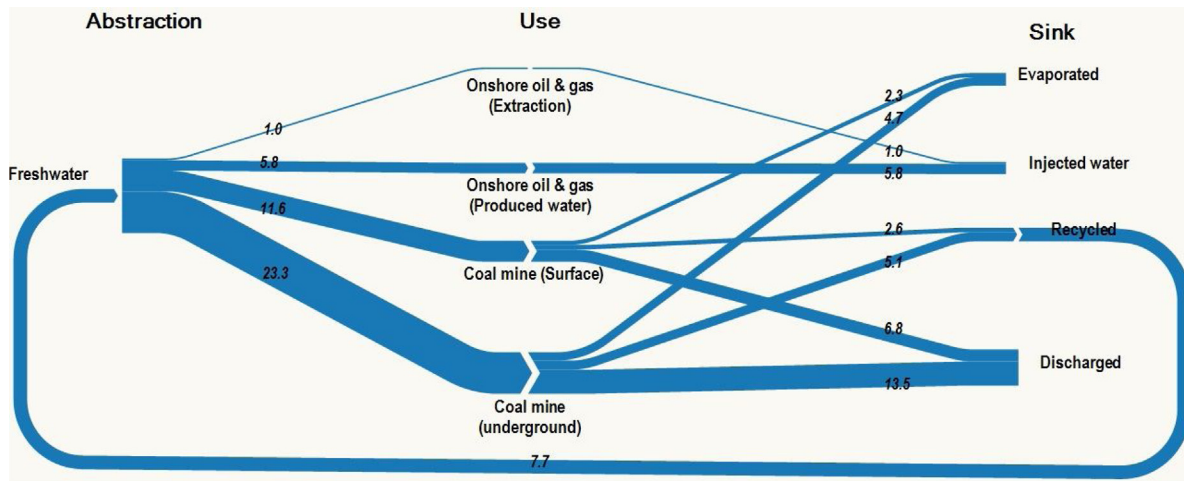 Abstraction
Use
Sink
Onshore oil & gas
(Extraction)
Evaporated
2.3
4.7
1.0
1.0
5.8
Freshwater
Onshore oil & gas
(Produced water)
5.8
Injected water
11.6
2.6
Recycled
Coal mine (Surface)
23.3
5.1
6.8
Discharged
13.5
Coal mine
(underground)
7.7